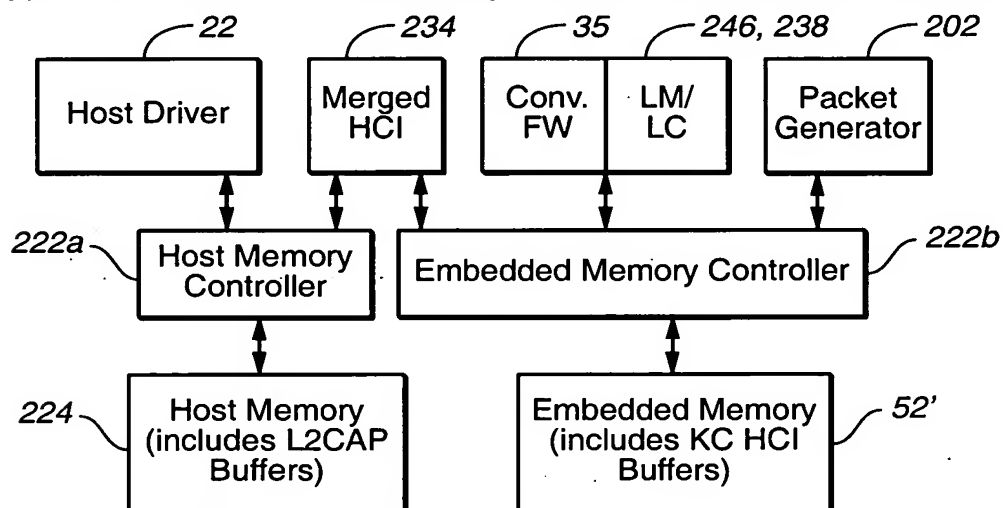 22
234
35
246, 238
202
Host Driver
Merged
HCI
Conv.
FW
LM/
LC
Packet
Generator
222a
Host Memory
Controller
Embedded Memory Controller
222b
224
Host Memory
(includes L2CAP
Buffers)
Embedded Memory
(includes KC HCI
Buffers)
52'